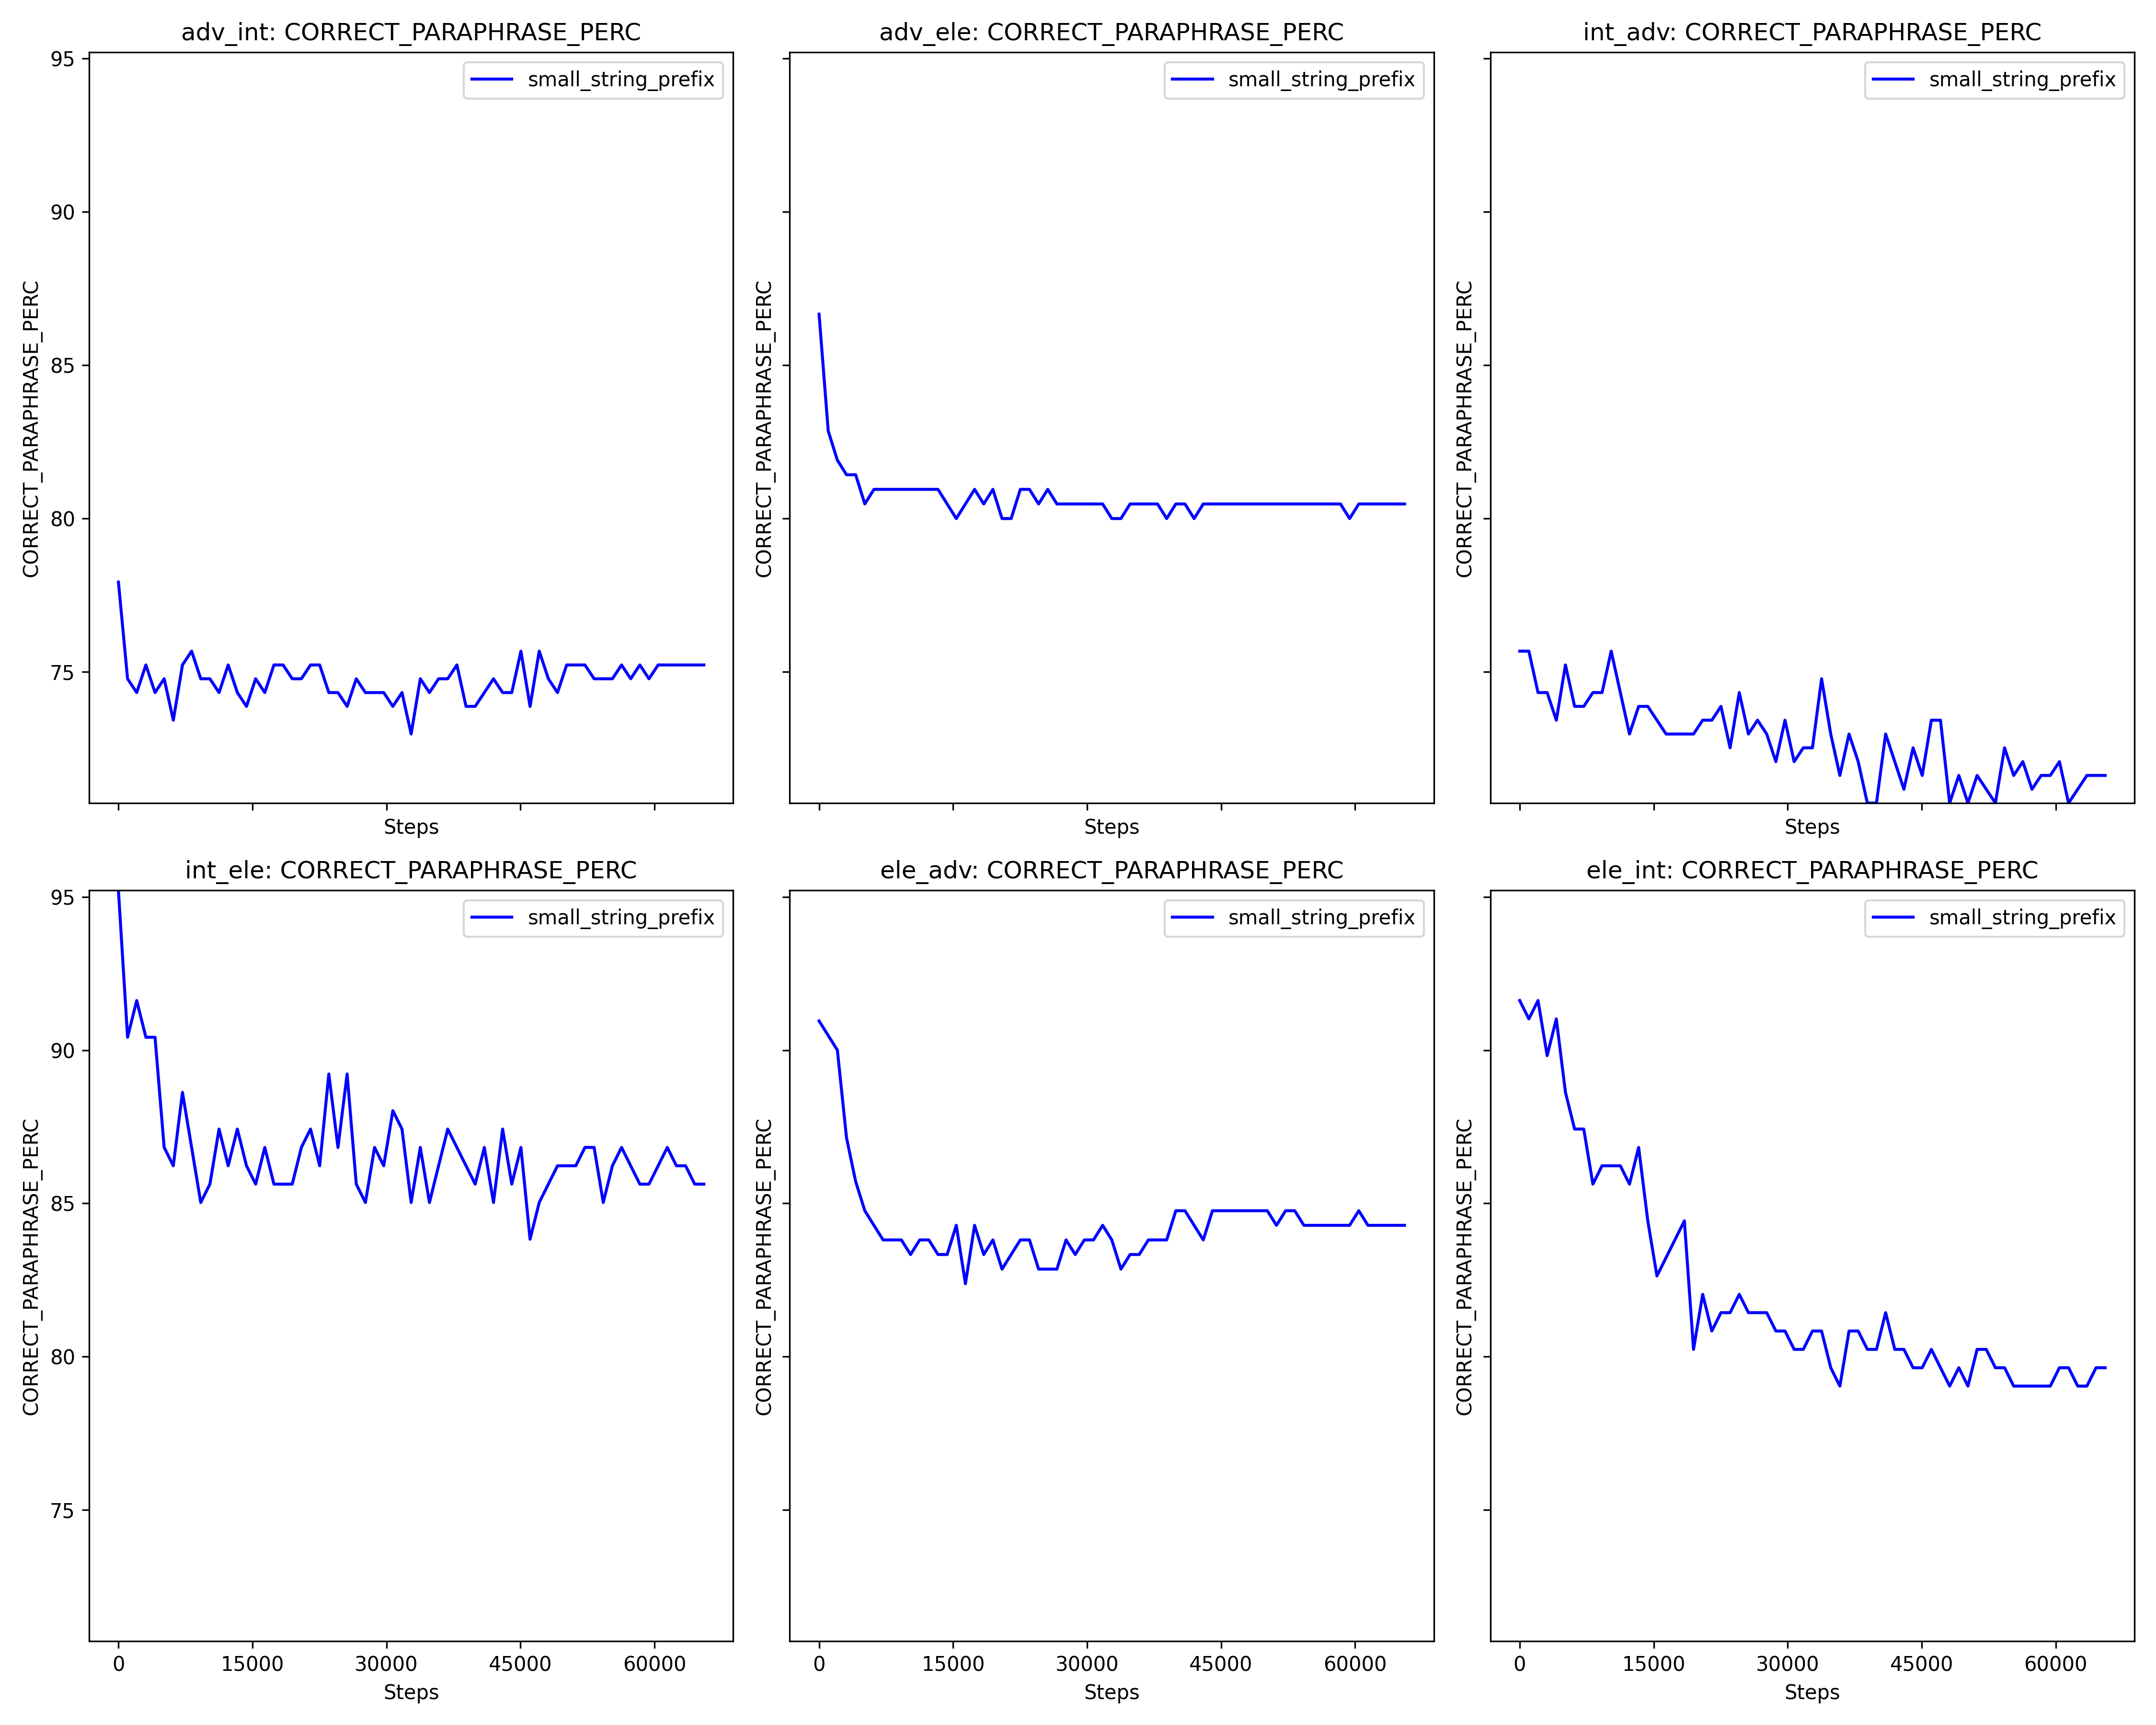 adv_int: CORRECT_PARAPHRASE_PERC
adv_ele: CORRECT_PARAPHRASE_PERC
int_adv: CORRECT_PARAPHRASE_PERC
small_string_prefix
small_string_prefix
small_string_prefix
CORRECT_PARAPHRASE_PERC
CORRECT_PARAPHRASE_PERC
CORRECT_PARAPHRASE_PERC
95
90
85
80
75
Steps
Steps
Steps
int_ele: CORRECT_PARAPHRASE_PERC
ele_adv: CORRECT_PARAPHRASE_PERC
ele_int: CORRECT_PARAPHRASE_PERC
small_string_prefix
small_string_prefix
small_string_prefix
CORRECT_PARAPHRASE_PERC
CORRECT_PARAPHRASE_PERC
CORRECT_PARAPHRASE_PERC
95
90
85
80
75
0 15000 30000 45000 60000
0 15000 30000 45000 60000
0 15000 30000 45000 60000
Steps
Steps
Steps